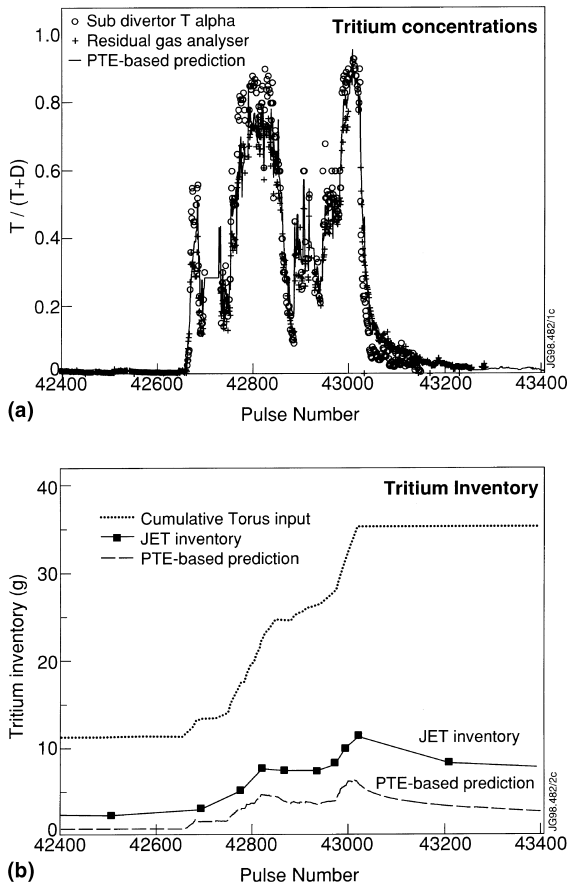 Tritium concentrations
Sub divertor T alpha
Residual gas analyser
PTE-based prediction
1.0
0.8
0.6
0.4
0.2
0
T / (T+D)
42400 42600 42800 43000 43200 43400
Pulse Number
JG98.482/1c
(a)
Tritium Inventory
Cumulative Torus input
JET inventory
PTE-based prediction
40
30
20
10
0
Tritium inventory (g)
JET inventory
PTE-based prediction
42400 42600 42800 43000 43200 43400
Pulse Number
JG98.482/2c
(b)